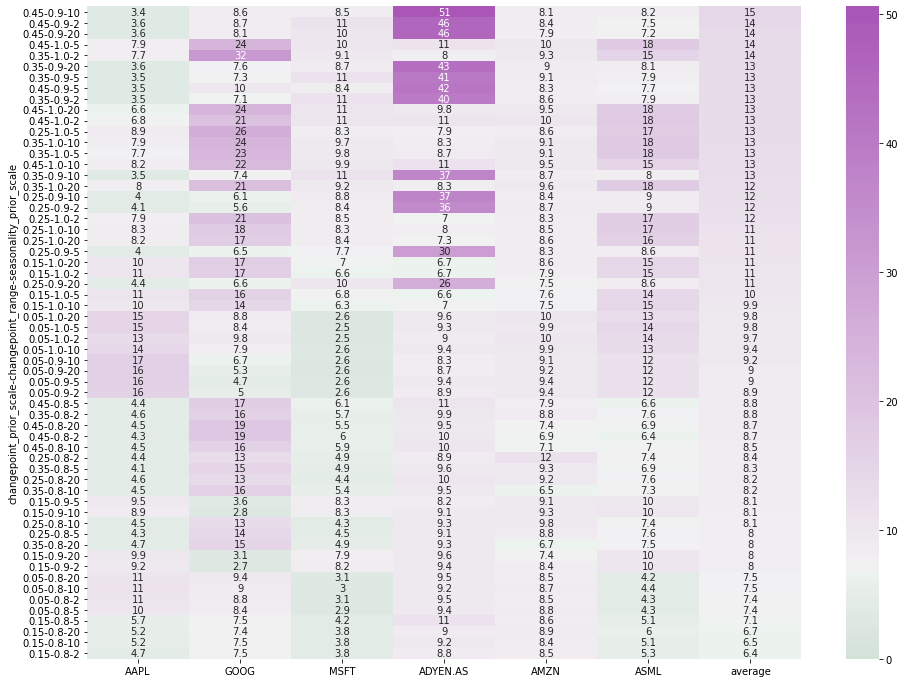 0.45-0.9-10 3.4 8.6 8.5 51 8.1 8.2 15
0.45-0.9-2 3.6 8.7 11 46 8.4 7.5 14
0.45-0.9-20 3.6 8.1 10 46 7.9 7.2 14
0.45-1.0-5 7.9 24 10 11 10 18 14
0.35-1.0-2 7.7 32 9.1 8 9.3 15 14
0.35-0.9-20 3.6 7.6 8.7 43 9 8.1 13
0.35-0.9-5 3.5 7.3 11 41 9.1 7.9 13
0.45-0.9-5 3.5 10 8.4 42 8.3 7.7 13
0.35-0.9-2 3.5 7.1 11 40 8.6 7.9 13
0.45-1.0-20 6.6 24 11 9.8 9.5 18 13
0.45-1.0-2 6.8 21 11 11 10 18 13
0.25-1.0-5 8.9 26 8.3 7.9 8.6 17 13
0.35-1.0-10 7.9 24 9.7 8.3 9.1 18 13
0.35-1.0-5 7.7 23 9.8 8.7 9.1 18 13
0.45-1.0-10 8.2 22 9.9 11 9.5 15 13
0.35-0.9-10 3.5 7.4 11 37 8.7 8 13
0.35-1.0-20 8 21 9.2 8.3 9.6 18 12
0.25-0.9-10 4 6.1 8.8 37 8.4 9 12
0.25-0.9-2 4.1 5.6 8.4 36 8.7 9 12
0.25-1.0-2 7.9 21 8.5 7 8.3 17 12
0.25-1.0-10 8.3 18 8.3 8 8.5 17 11
0.25-1.0-20 8.2 17 8.4 7.3 8.6 16 11
0.25-0.9-5 4 6.5 7.7 30 8.3 8.6 11
0.15-1.0-20 10 17 7 6.7 8.6 15 11
0.15-1.0-2 11 17 6.6 6.7 7.9 15 11
0.25-0.9-20 4.4 6.6 10 26 7.5 8.6 11
0.15-1.0-5 11 16 6.8 6.6 7.6 14 10
0.15-1.0-10 10 14 6.3 7 7.5 15 9.9
0.05-1.0-20 15 8.8 2.6 9.6 10 13 9.8
0.05-1.0-5 15 8.4 2.5 9.3 9.9 14 9.8
0.05-1.0-2 13 9.8 2.5 9 10 14 9.7
0.05-1.0-10 14 7.9 2.6 9.4 9.9 13 9.4
0.05-0.9-10 17 6.7 2.6 8.3 9.1 12 9.2
0.05-0.9-20 16 5.3 2.6 8.7 9.2 12 9
0.05-0.9-5 16 4.7 2.6 9.4 9.4 12 9
0.05-0.9-2 16 5 2.6 8.9 9.4 12 8.9
0.45-0.8-5 4.4 17 6.1 11 7.9 6.6 8.8
0.35-0.8-2 4.6 16 5.7 9.9 8.8 7.6 8.8
0.45-0.8-20 4.5 19 5.5 9.5 7.4 6.9 8.7
0.45-0.8-2 4.3 19 6 10 6.9 6.4 8.7
0.45-0.8-10 4.5 16 5.9 10 7.1 7 8.5
0.25-0.8-2 4.4 13 4.9 8.9 12 7.4 8.4
0.35-0.8-5 4.1 15 4.9 9.6 9.3 6.9 8.3
0.25-0.8-20 4.6 13 4.4 10 9.2 7.6 8.2
0.35-0.8-10 4.5 16 5.4 9.5 6.5 7.3 8.2
0.15-0.9-5 9.5 3.6 8.3 8.2 9.1 10 8.1
0.15-0.9-10 8.9 2.8 8.3 9.1 9.3 10 8.1
0.25-0.8-10 4.5 13 4.3 9.3 9.8 7.4 8.1
0.25-0.8-5 4.3 14 4.5 9.1 8.8 7.6 8
0.35-0.8-20 4.7 15 4.9 9.3 6.7 7.5 8
0.15-0.9-20 9.9 3.1 7.9 9.6 7.4 10 8
0.15-0.9-2 9.2 2.7 8.2 9.4 8.4 10 8
0.05-0.8-20 11 9.4 3.1 9.5 8.5 4.2 7.5
0.05-0.8-10 11 9 3 9.2 8.7 4.4 7.5
0.05-0.8-2 11 8.8 3.1 9.5 8.5 4.3 7.4
0.05-0.8-5 10 8.4 2.9 9.4 8.8 4.3 7.4
0.15-0.8-5 5.7 7.5 4.2 11 8.6 5.1 7.1
0.15-0.8-20 5.2 7.4 3.8 9 8.9 6 6.7
0.15-0.8-10 5.2 7.5 3.8 9.2 8.4 5.1 6.5
0.15-0.8-2 4.7 7.5 3.8 8.8 8.5 5.3 6.4
AAPL GOOG MSFT ADYEN.AS AMZN ASML average
changepoint_prior_scale-changepoint_range-seasonality_prior_scale
50
40
30
20
10
0